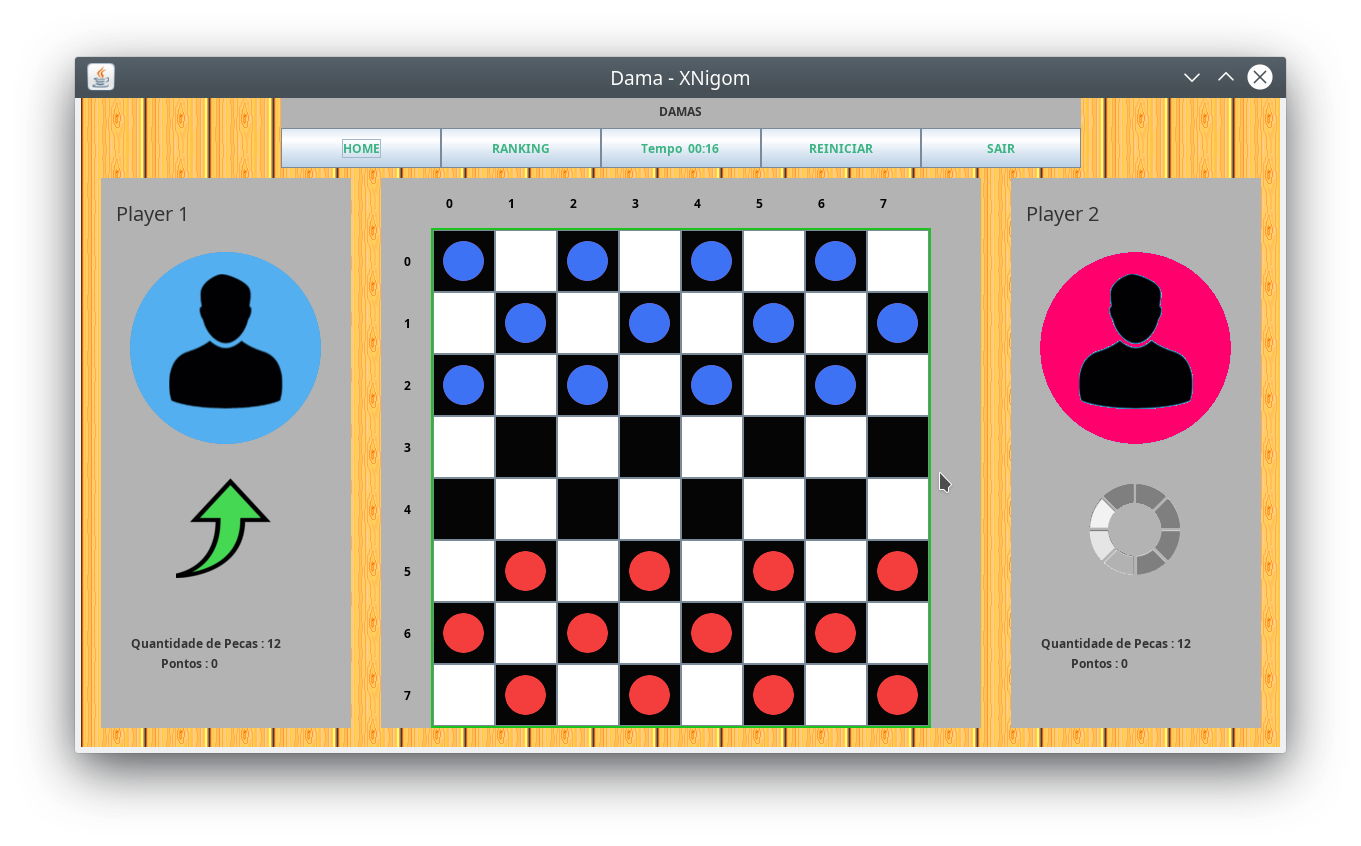 Dama - XNigom
DAMAS
HOME RANKING Tempo 00:16 REINICIAR SAIR
Player 1
Quantidade de Pecas : 12
Pontos : 0
0 1 2 3 4 5 6 7
0
1
2
3
4
5
6
7
Player 2
Quantidade de Pecas : 12
Pontos : 0